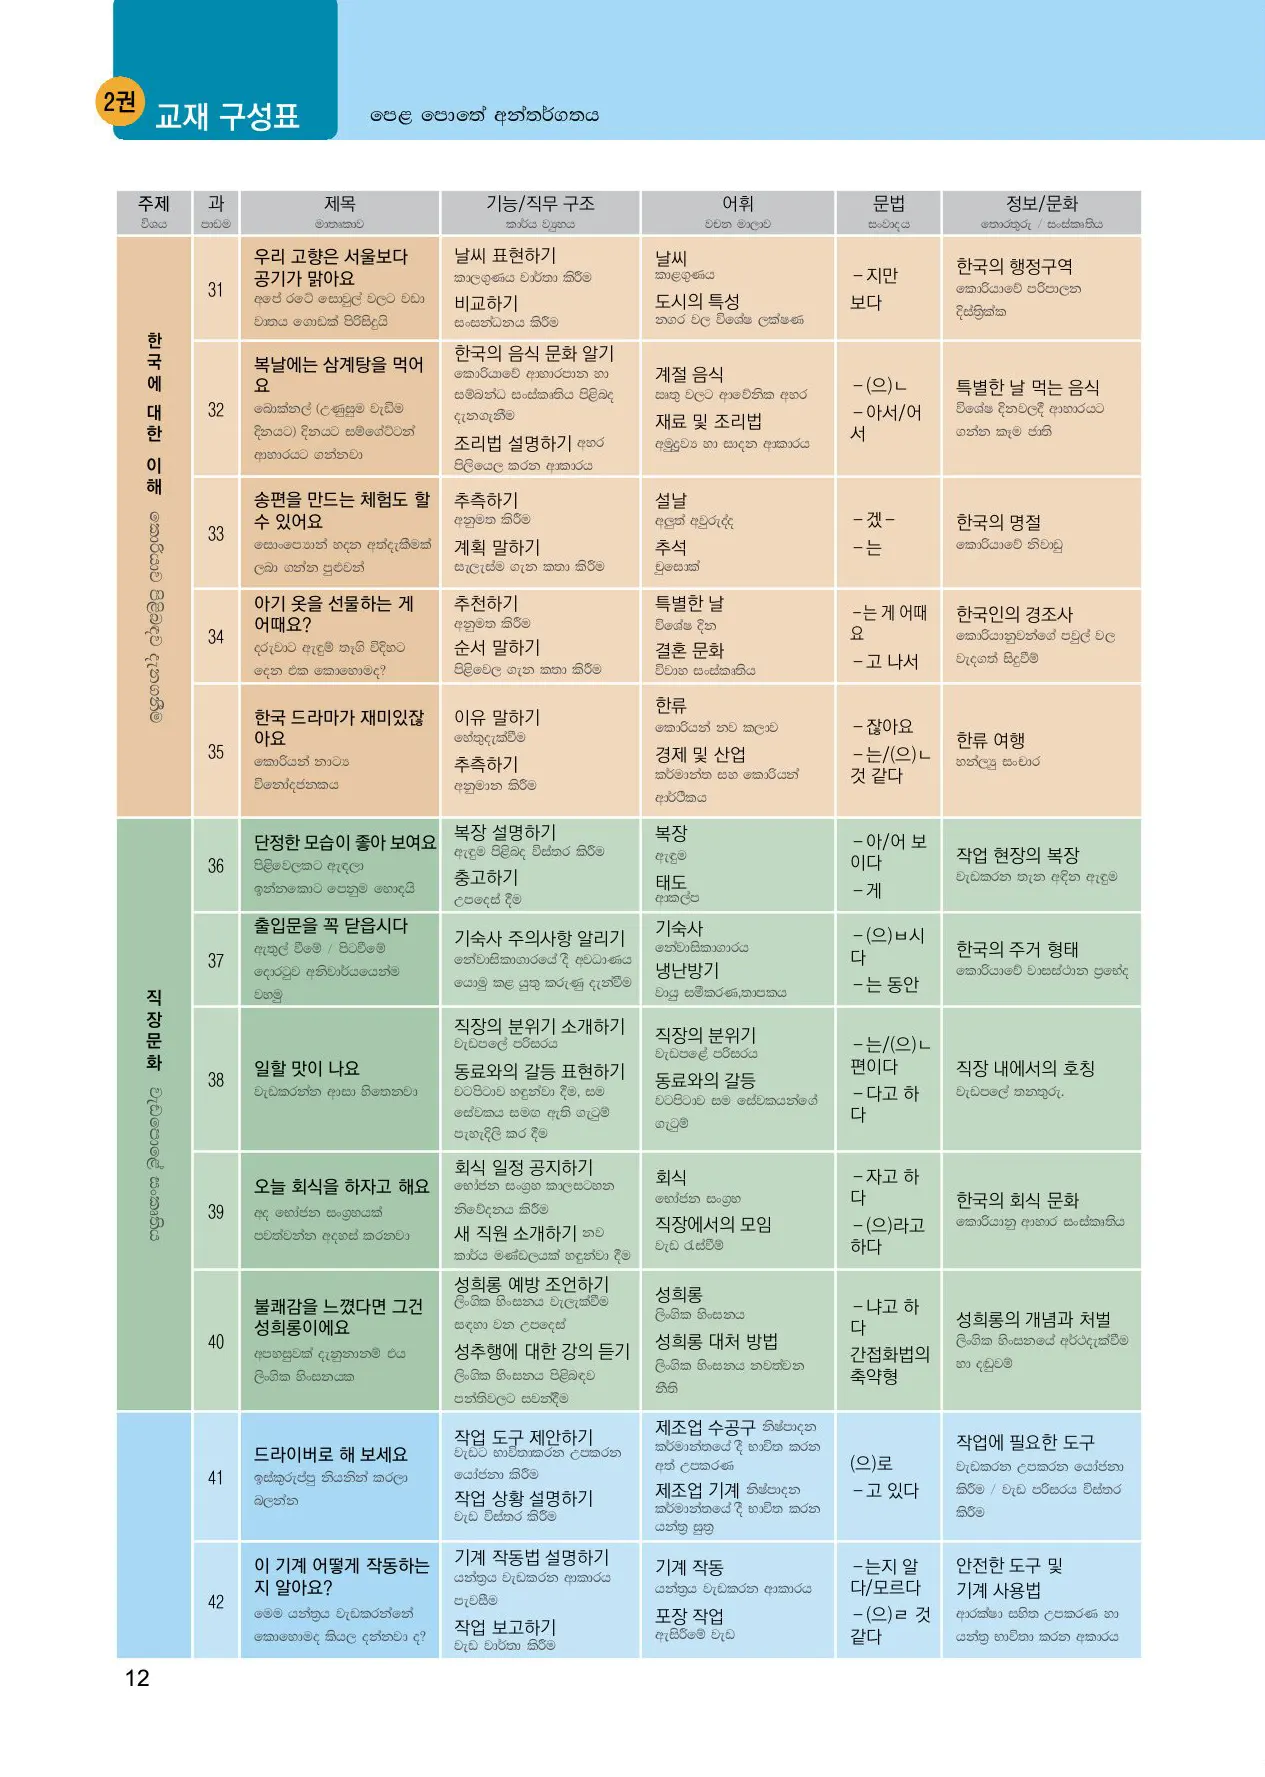 2권
교재 구성표
පෙළ පොතේ අන්තර්ගතය
주제
විශය
과
පාඩම
제목
මාතෘකාව
기능/직무 구조
කාර්ය ව්‍යුහය
어휘
වචන මාලාව
문법
සංවාදය
정보/문화
තොරතුරු / සංස්කෘතිය
한국에 대한 이해
කොරියාව පිළිබඳව දැනගැනීම
31
우리 고향은 서울보다
공기가 맑아요
අපේ රටේ සොවුල් වලට වඩා
වාතය ගොඩක් පිරිසිදුයි
날씨 표현하기
කාලගුණය වාර්තා කිරීම
비교하기
සංසන්ධනය කිරීම
날씨
කාළගුණය
도시의 특성
නගර වල විශේෂ ලක්ෂණ
－지만
보다
한국의 행정구역
කොරියාවේ පරිපාලන
දිස්ත්‍රික්ක
32
복날에는 삼계탕을 먹어
요
බොක්නල් (උණුසුම වැඩිම
දිනයට) දිනයට සම්ගේට්ටන්
ආහාරයට ගන්නවා
한국의 음식 문화 알기
කොරියාවේ ආහාරපාන හා
සම්බන්ධ සංස්කෘතිය පිළිබද
දැනගැනීම
조리법 설명하기 අහර
පිලියෙල කරන ආකාරය
계절 음식
ඍතු වලට ආවේනික අහර
재료 및 조리법
අමුද්‍රව්‍ය හා සාදන ආකාරය
－(으)ㄴ
－아서/어
서
특별한 날 먹는 음식
විශේෂ දිනවලදී ආහාරයට
ගන්න කෑම ජාති
33
송편을 만드는 체험도 할
수 있어요
සොංප්‍යොන් හදන අත්දැකීමක්
ලබා ගන්න පුළුවන්
추측하기
අනුමත කිරීම
계획 말하기
සැලැස්ම ගැන කතා කිරීම
설날
අලුත් අවුරුද්ද
추석
චුසොක්
－겠－
－는
한국의 명절
කොරියාවේ නිවාඩු
34
아기 옷을 선물하는 게
어때요?
දරුවාට ඇඳුම් තෑගි විදිහට
දෙන එක කොහොමද?
추천하기
අනුමත කිරීම
순서 말하기
පිළිවෙල ගැන කතා කිරීම
특별한 날
විශේෂ දින
결혼 문화
විවාහ සංස්කෘතිය
－는 게 어때
요
－고 나서
한국인의 경조사
කොරියානුවන්ගේ පවුල් වල
වැදගත් සිදුවීම්
35
한국 드라마가 재미있잖
아요
කොරියන් නාට්‍ය
විනෝදජනකය
이유 말하기
හේතුදැක්වීම
추측하기
අනුමාන කිරීම
한류
කොරියන් නව කලාව
경제 및 산업
කර්මාන්ත සහ කොරියන්
ආර්ථිකය
－잖아요
－는/(으)ㄴ
것 같다
한류 여행
හන්ල්‍යු සංචාර
직장문화
වැඩපොළේ සංස්කෘතිය
36
단정한 모습이 좋아 보여요
පිළිවෙලකට ඇඳලා
ඉන්නකොට පෙනුම හොඳයි
복장 설명하기
ඇඳුම පිළිබද විස්තර කිරීම
충고하기
උපදෙස් දීම
복장
ඇඳුම
태도
ආකල්ප
－아/어 보
이다
－게
작업 현장의 복장
වැඩකරන තැන අඳින ඇඳුම
37
출입문을 꼭 닫읍시다
ඇතුල් වීමේ / පිටවීමේ
දොරටුව අනිවාර්යයෙන්ම
වහමු
기숙사 주의사항 알리기
නේවාසිකාගාරයේ දී අවධාණය
යොමු කළ යුතු කරුණු දැන්වීම
기숙사
නේවාසිකාගාරය
냉난방기
වායු සමීකරණ,තාපකය
－(으)ㅂ시
다
－는 동안
한국의 주거 형태
කොරියාවේ වාසස්ථාන ප්‍රභේද
38
일할 맛이 나요
වැඩකරන්න ආසා හිතෙනවා
직장의 분위기 소개하기
වැඩපලේ පරිසරය
동료와의 갈등 표현하기
වටපිටාව හඳුන්වා දීම, සම
සේවකය සමඟ ඇති ගැටුම්
පැහැදිලි කර දීම
직장의 분위기
වැඩපළේ පරිසරය
동료와의 갈등
වටපිටාව සම සේවකයන්ගේ
ගැටුම්
－는/(으)ㄴ
편이다
－다고 하
다
직장 내에서의 호칭
වැඩපලේ තනතුරු.
39
오늘 회식을 하자고 해요
අද භෝජන සංග්‍රහයක්
පවත්වන්න අදහස් කරනවා
회식 일정 공지하기
භෝජන සංග්‍රහ කාලසටහන
නිවේදනය කිරීම
새 직원 소개하기 නව
කාර්ය මණ්ඩලයක් හඳුන්වා දීම
회식
භෝජන සංග්‍රහ
직장에서의 모임
වැඩ රැස්වීම්
－자고 하
다
－(으)라고
하다
한국의 회식 문화
කොරියානු ආහාර සංස්කෘතිය
40
불쾌감을 느꼈다면 그건
성희롱이에요
අපහසුවක් දැනුනානම් එය
ලිංගික හිංසනයක
성희롱 예방 조언하기
ලිංගික හිංසනය වැලැක්වීම
සඳහා වන උපදෙස්
성추행에 대한 강의 듣기
ලිංගික හිංසනය පිළිබඳව
පන්තිවලට සවන්දීම
성희롱
ලිංගික හිංසනය
성희롱 대처 방법
ලිංගික හිංසනය නවත්වන
නීති
－냐고 하
다
간접화법의
축약형
성희롱의 개념과 처벌
ලිංගික හිංසනයේ අර්ථදැක්වීම
හා දඬුවම්
41
드라이버로 해 보세요
ඉස්කුරුප්පු නියනින් කරලා
බලන්න
작업 도구 제안하기
වැඩට භාවිතාකරන උපකරන
යෝජනා කිරීම
작업 상황 설명하기
වැඩ විස්තර කිරීම
제조업 수공구 නිෂ්පාදන
කර්මාන්තයේ දී භාවිත කරන
අත් උපකරණ
제조업 기계 නිෂ්පාදන
කර්මාන්තයේ දී භාවිත කරන
යන්ත්‍ර සූත්‍ර
(으)로
－고 있다
작업에 필요한 도구
වැඩකරන උපකරන යෝජනා
කිරීම / වැඩ පරිසරය විස්තර
කිරීම
42
이 기계 어떻게 작동하는
지 알아요?
මෙම යන්ත්‍රය වැඩකරන්නේ
කොහොමද කියල දන්නවා ද?
기계 작동법 설명하기
යන්ත්‍රය වැඩකරන ආකාරය
පැවසීම
작업 보고하기
වැඩ වාර්තා කිරීම
기계 작동
යන්ත්‍රය වැඩකරන ආකාරය
포장 작업
ඇසිරීමේ වැඩ
－는지 알
다/모르다
－(으)ㄹ 것
같다
안전한 도구 및
기계 사용법
ආරක්ෂා සහිත උපකරණ හා
යන්ත්‍ර භාවිතා කරන අකාරය
12